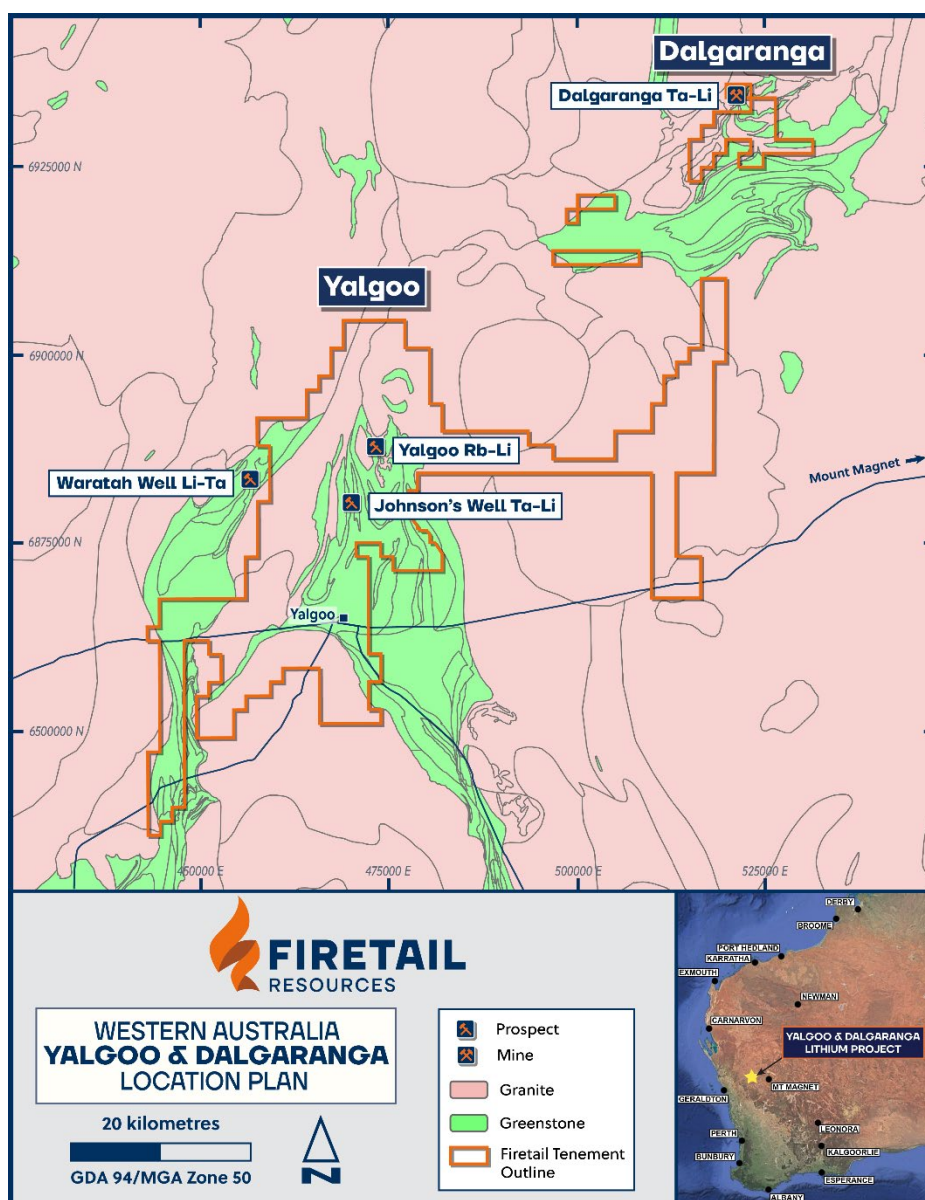 Dalgaranga
Dalgaranga Ta-Li
6925000 N
Yalgoo
6900000 N
Yalgoo Rb-Li
Waratah Well Li-Ta
Mount Magnet
Johnson's Well Ta-Li
6875000 N
Yalgoo
6500000 N
450000 E
475000 E
500000 E
525000 E
FIRETAIL
RESOURCES
WESTERN AUSTRALIA
YALGOO & DALGARANGA
LOCATION PLAN
20 kilometres
GDA 94/MGA Zone 50
N
Prospect
Mine
Granite
Greenstone
Firetail Tenement
Outline
DERBY
BROOME
PORT HEDLAND
KARRATHA
EXMOUTH
NEWMAN
CARNARVON
YALGOO & DALGARANGA
LITHIUM PROJECT
MT MAGNET
GERALDTON
LEONORA
PERTH
KALGOORLIE
BUNBURY
ESPERANCE
ALBANY